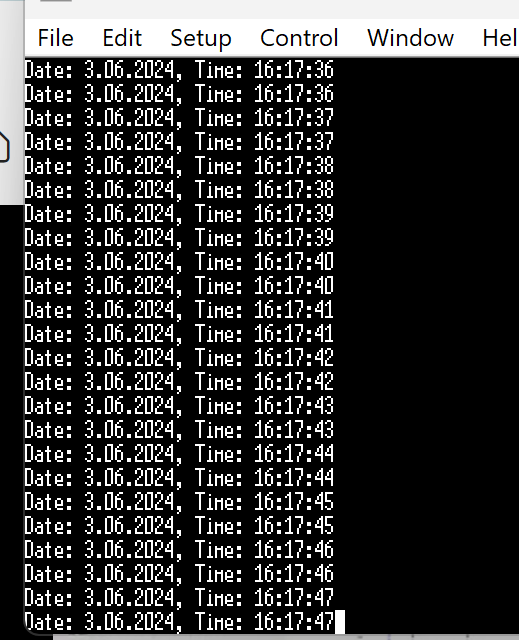 File Edit Setup Control Window Hel
Date: 3.06.2024, Time: 16:17:36
Date: 3.06.2024, Time: 16:17:36
Date: 3.06.2024, Time: 16:17:37
Date: 3.06.2024, Time: 16:17:37
Date: 3.06.2024, Time: 16:17:38
Date: 3.06.2024, Time: 16:17:38
Date: 3.06.2024, Time: 16:17:39
Date: 3.06.2024, Time: 16:17:39
Date: 3.06.2024, Time: 16:17:40
Date: 3.06.2024, Time: 16:17:40
Date: 3.06.2024, Time: 16:17:41
Date: 3.06.2024, Time: 16:17:41
Date: 3.06.2024, Time: 16:17:42
Date: 3.06.2024, Time: 16:17:42
Date: 3.06.2024, Time: 16:17:43
Date: 3.06.2024, Time: 16:17:43
Date: 3.06.2024, Time: 16:17:44
Date: 3.06.2024, Time: 16:17:44
Date: 3.06.2024, Time: 16:17:45
Date: 3.06.2024, Time: 16:17:45
Date: 3.06.2024, Time: 16:17:46
Date: 3.06.2024, Time: 16:17:46
Date: 3.06.2024, Time: 16:17:47
Date: 3.06.2024, Time: 16:17:47